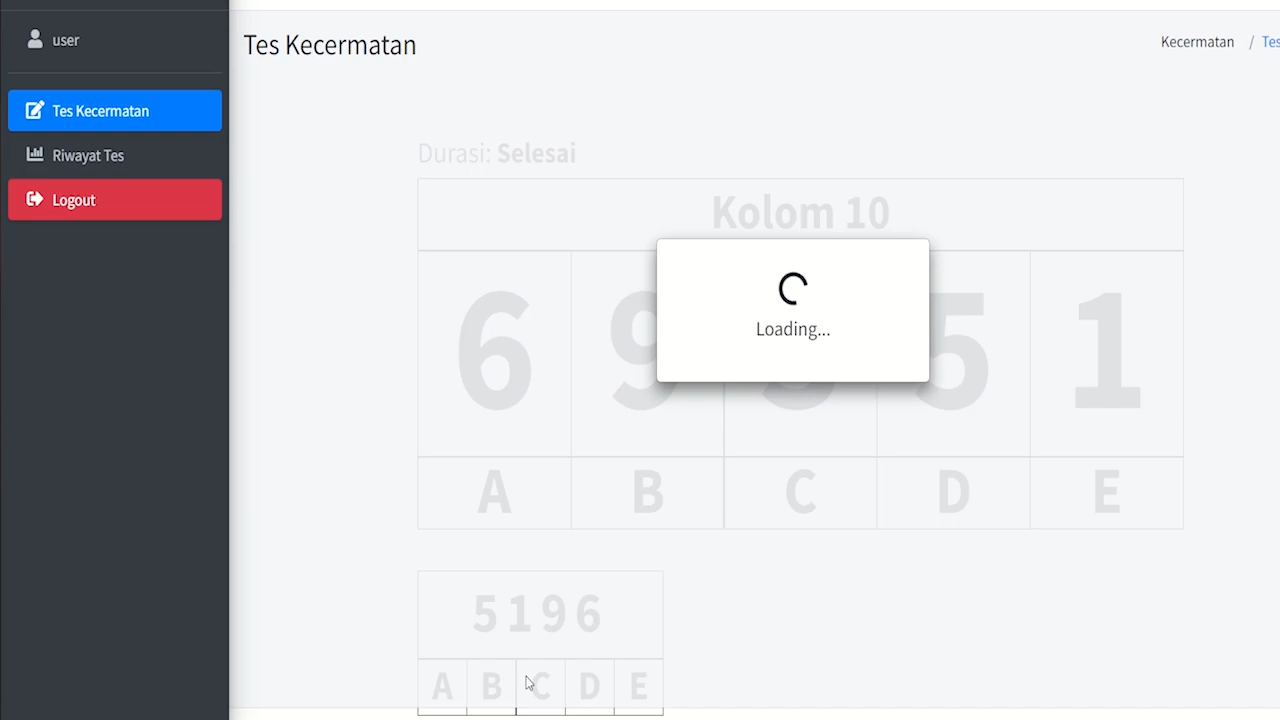 user
Tes Kecermatan
Riwayat Tes
Logout
Tes Kecermatan
Kecermatan / Tes
Durasi: Selesai
Kolom 10
6 9 5 1
Loading...
A B C D E
5 1 9 6
A B C D E